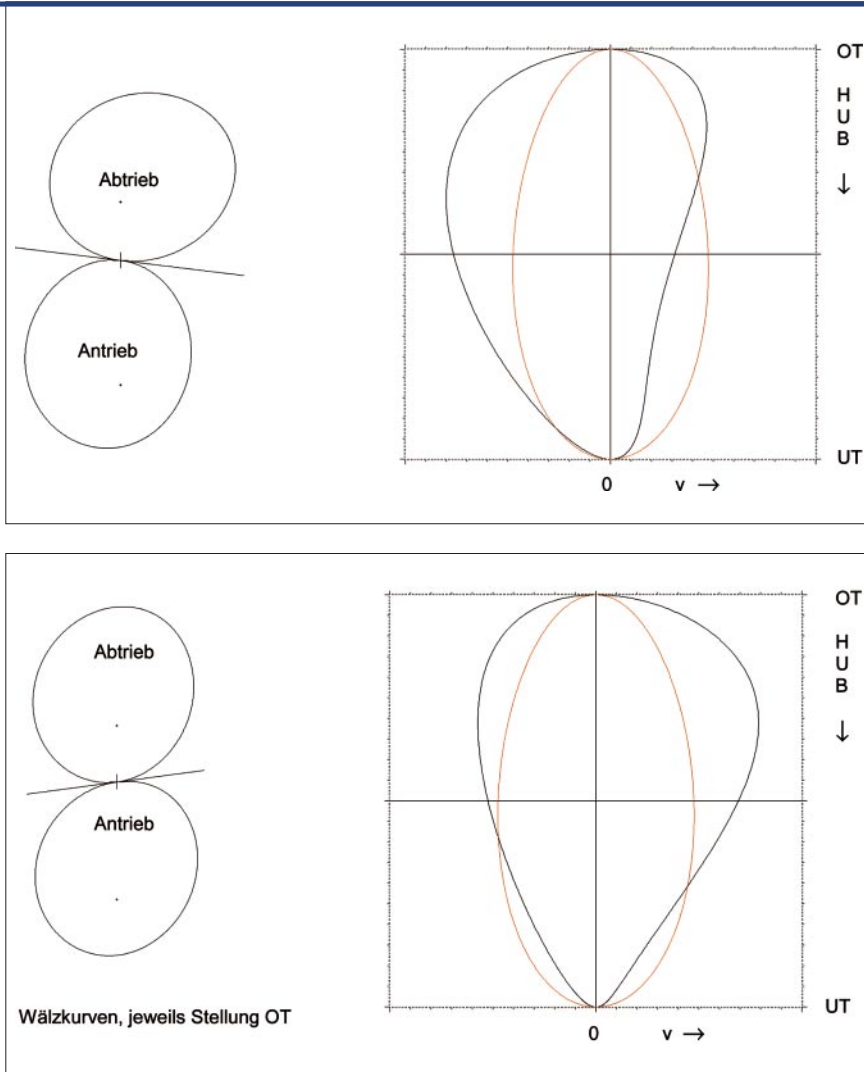 OT
H
U
B
↓
Abtrieb
Antrieb
UT
0 v →
OT
H
U
B
↓
Abtrieb
Antrieb
UT
Wälzkurven, jeweils Stellung OT
0 v →